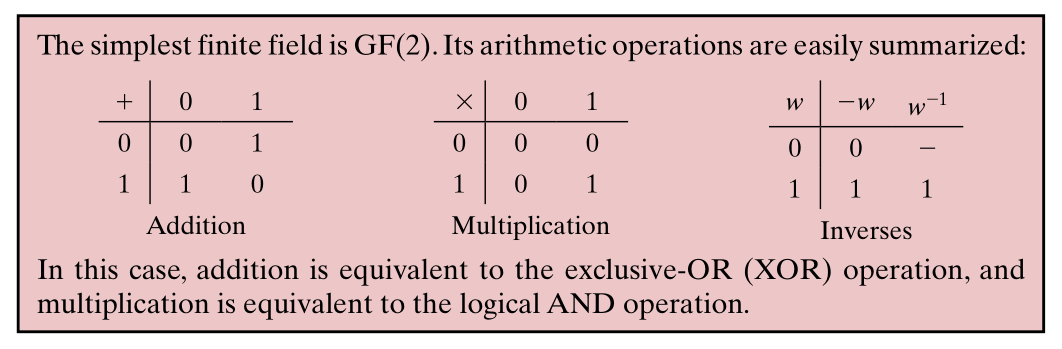 The simplest finite field is GF(2). Its arithmetic operations are easily summarized:
+ 0 1
0 0 1
1 1 0
Addition
× 0 1
0 0 0
1 0 1
Multiplication
w −w w⁻¹
0 0 −
1 1 1
Inverses
In this case, addition is equivalent to the exclusive-OR (XOR) operation, and
multiplication is equivalent to the logical AND operation.